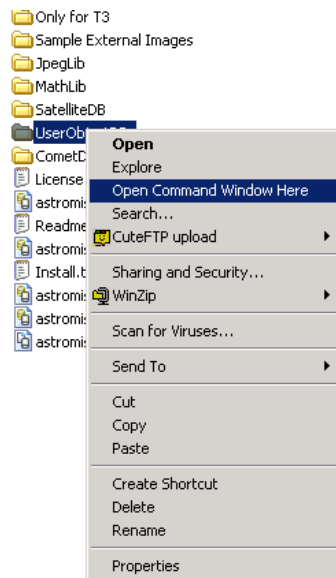 Only for T3
Sample External Images
JpegLib
MathLib
SatelliteDB
UserOb
CometD
License
astromi
Readme
astromi
Install.t
astromi
astromi
astromi
Open
Explore
Open Command Window Here
Search...
CuteFTP upload
Sharing and Security...
WinZip
Scan for Viruses...
Send To
Cut
Copy
Paste
Create Shortcut
Delete
Rename
Properties